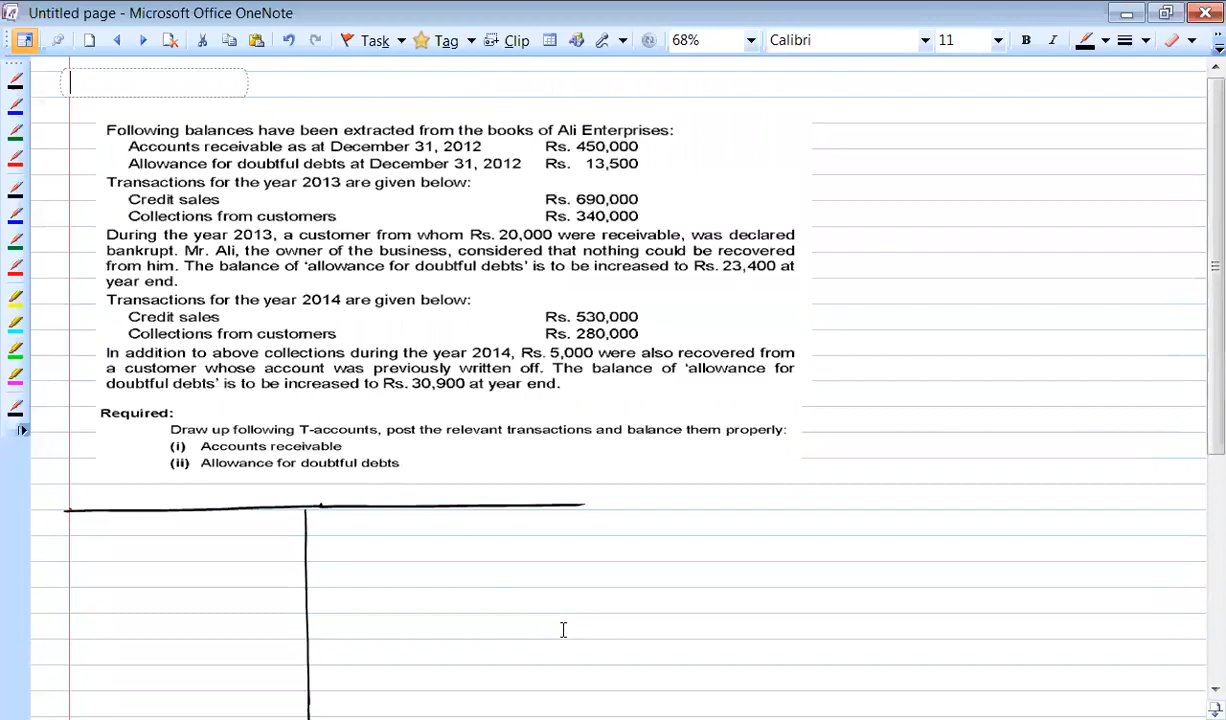 Untitled page - Microsoft Office OneNote
Task Tag Clip 68% Calibri 11 B I
Following balances have been extracted from the books of Ali Enterprises:
Accounts receivable as at December 31, 2012 Rs. 450,000
Allowance for doubtful debts at December 31, 2012 Rs. 13,500
Transactions for the year 2013 are given below:
Credit sales Rs. 690,000
Collections from customers Rs. 340,000
During the year 2013, a customer from whom Rs. 20,000 were receivable, was declared
bankrupt. Mr. Ali, the owner of the business, considered that nothing could be recovered
from him. The balance of ‘allowance for doubtful debts’ is to be increased to Rs. 23,400 at
year end.
Transactions for the year 2014 are given below:
Credit sales Rs. 530,000
Collections from customers Rs. 280,000
In addition to above collections during the year 2014, Rs. 5,000 were also recovered from
a customer whose account was previously written off. The balance of ‘allowance for
doubtful debts’ is to be increased to Rs. 30,900 at year end.
Required:
Draw up following T-accounts, post the relevant transactions and balance them properly:
(i) Accounts receivable
(ii) Allowance for doubtful debts